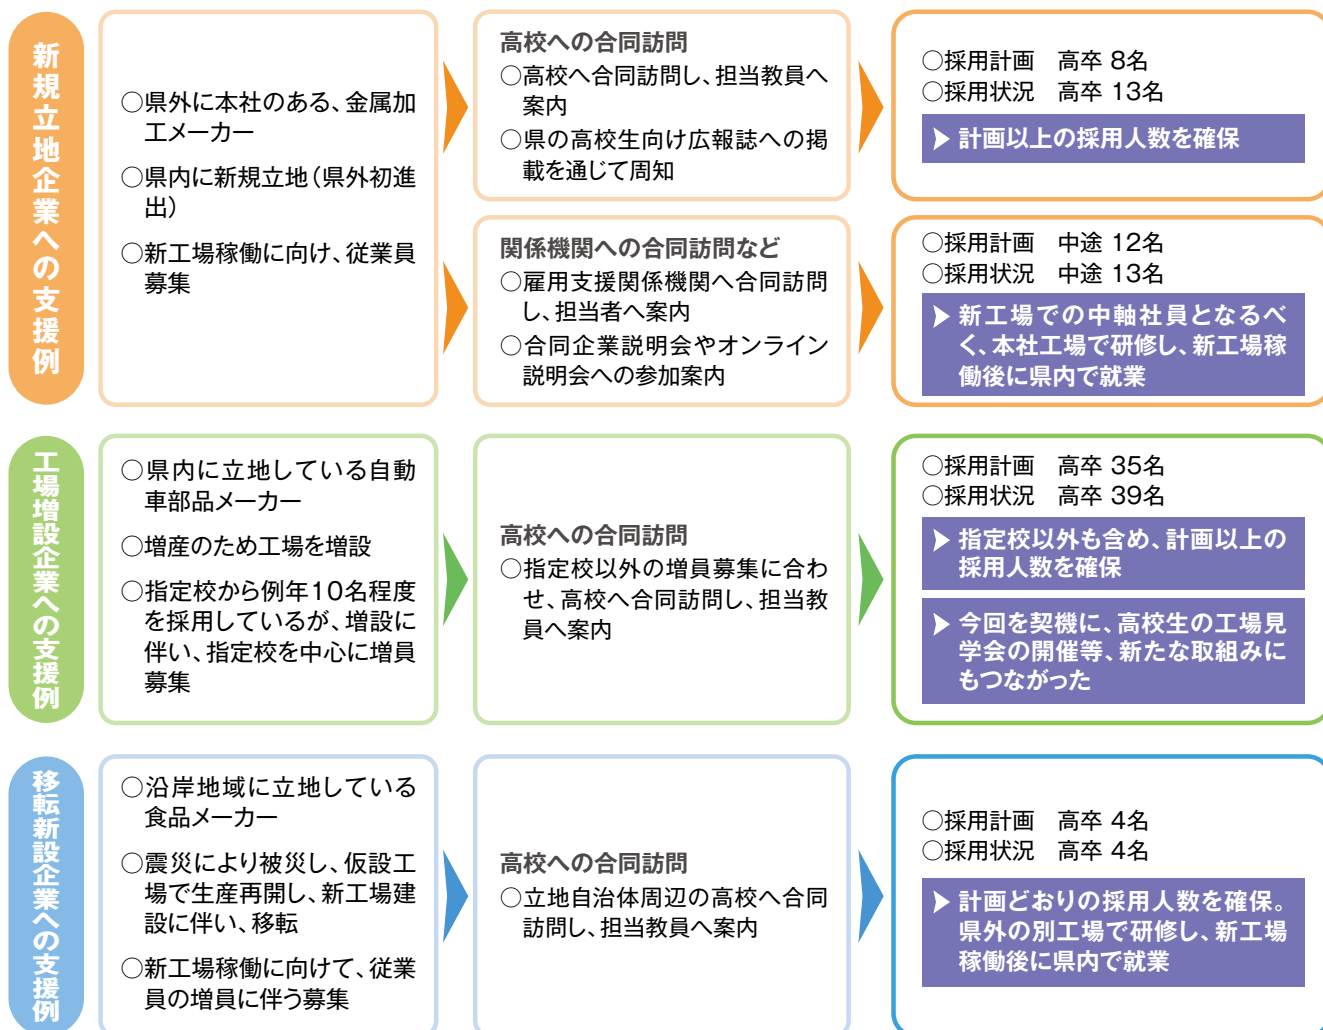 新規立地企業への支援例
○県外に本社のある、金属加
工メーカー
○県内に新規立地（県外初進
出）
○新工場稼働に向け、従業員
募集
高校への合同訪問
○高校へ合同訪問し、担当教員へ
案内
○県の高校生向け広報誌への掲
載を通じて周知
○採用計画　高卒 8名
○採用状況　高卒 13名
▶ 計画以上の採用人数を確保
関係機関への合同訪問など
○雇用支援関係機関へ合同訪問
し、担当者へ案内
○合同企業説明会やオンライン
説明会への参加案内
○採用計画　中途 12名
○採用状況　中途 13名
▶ 新工場での中軸社員となるべ
く、本社工場で研修し、新工場稼
働後に県内で就業
工場増設企業への支援例
○県内に立地している自動
車部品メーカー
○増産のため工場を増設
○指定校から例年10名程度
を採用しているが、増設に
伴い、指定校を中心に増員
募集
高校への合同訪問
○指定校以外の増員募集に合わ
せ、高校へ合同訪問し、担当教
員へ案内
○採用計画　高卒 35名
○採用状況　高卒 39名
▶ 指定校以外も含め、計画以上の
採用人数を確保
▶ 今回を契機に、高校生の工場見
学会の開催等、新たな取組みに
もつながった
移転新設企業への支援例
○沿岸地域に立地している
食品メーカー
○震災により被災し、仮設工
場で生産再開し、新工場建
設に伴い、移転
○新工場稼働に向けて、従業
員の増員に伴う募集
高校への合同訪問
○立地自治体周辺の高校へ合同
訪問し、担当教員へ案内
○採用計画　高卒 4名
○採用状況　高卒 4名
▶ 計画どおりの採用人数を確保。
県外の別工場で研修し、新工場
稼働後に県内で就業